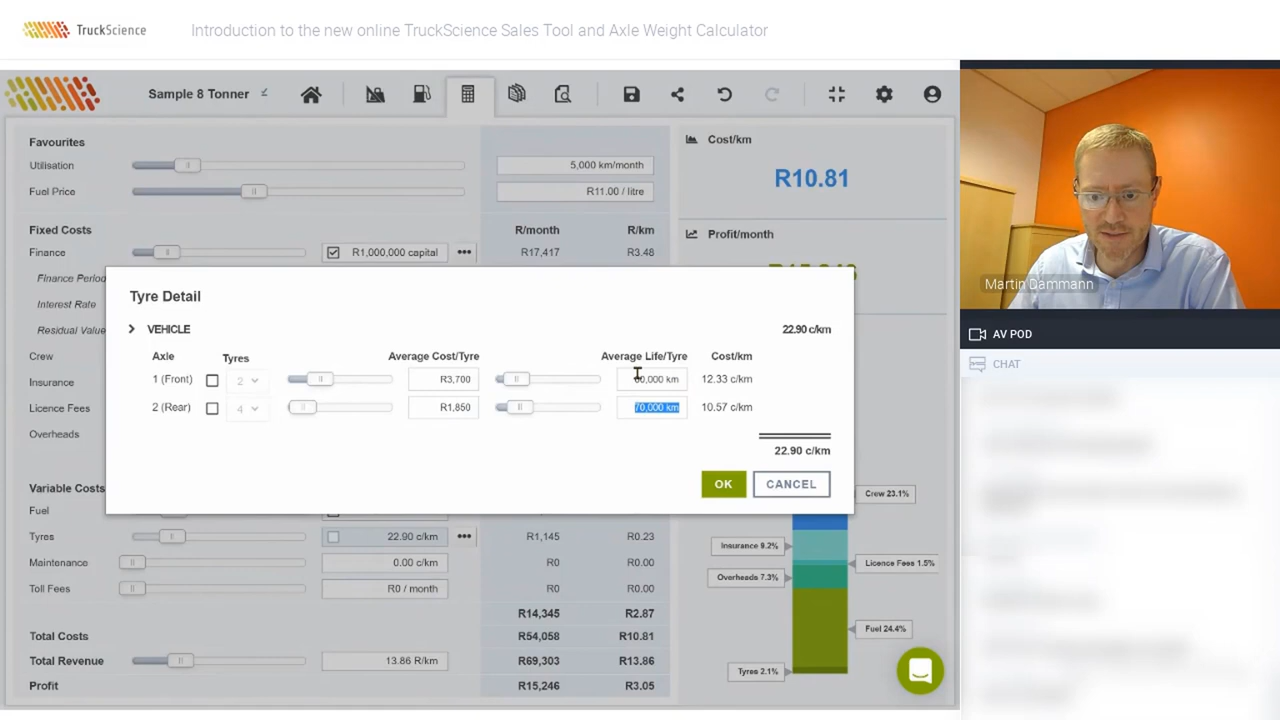 TruckScience
Introduction to the new online TruckScience Sales Tool and Axle Weight Calculator
Sample 8 Tonner
Favourites
Utilisation 5,000 km/month
Fuel Price R11.00 / litre
Fixed Costs R/month R/km
Finance R1,000,000 capital ••• R17,417 R3.48
Finance Period
Interest Rate
Residual Value
Crew
Insurance
Licence Fees
Overheads
Cost/km
R10.81
Profit/month
Tyre Detail
VEHICLE 22.90 c/km
Axle Tyres Average Cost/Tyre Average Life/Tyre Cost/km
1 (Front) 2 R3,700 60,000 km 12.33 c/km
2 (Rear) 4 R1,850 70,000 km 10.57 c/km
22.90 c/km
OK CANCEL
Variable Costs
Fuel
Tyres 22.90 c/km ••• R1,145 R0.23
Maintenance 0.00 c/km R0 R0.00
Toll Fees R0 / month R0 R0.00
R14,345 R2.87
Total Costs R54,058 R10.81
Total Revenue 13.86 R/km R69,303 R13.86
Profit R15,246 R3.05
Crew 23.1%
Insurance 9.2%
Licence Fees 1.5%
Overheads 7.3%
Fuel 24.4%
Tyres 2.1%
Martin Dammann
AV POD
CHAT